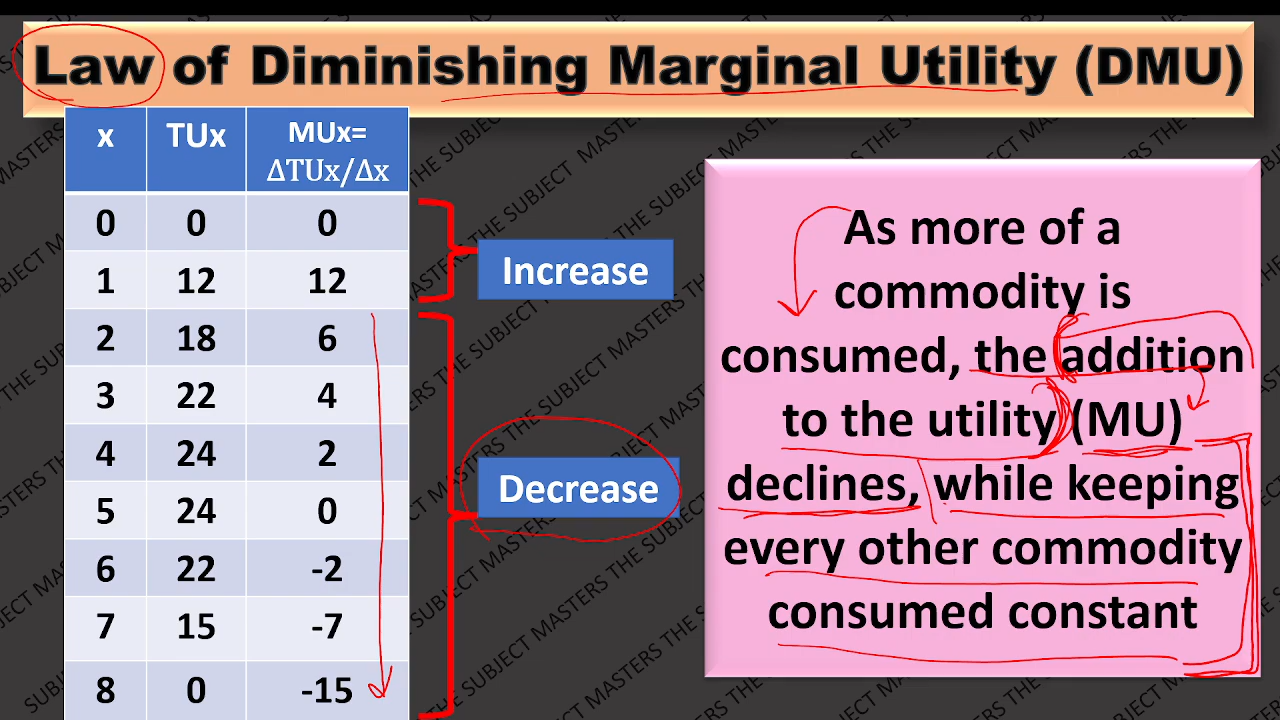 Law of Diminishing Marginal Utility (DMU)
x TUx MUx=
ΔTUx/Δx
0 0 0
1 12 12
2 18 6
3 22 4
4 24 2
5 24 0
6 22 -2
7 15 -7
8 0 -15
Increase
Decrease
As more of a
commodity is
consumed, the addition
to the utility (MU)
declines, while keeping
every other commodity
consumed constant
THE SUBJECT MASTERS